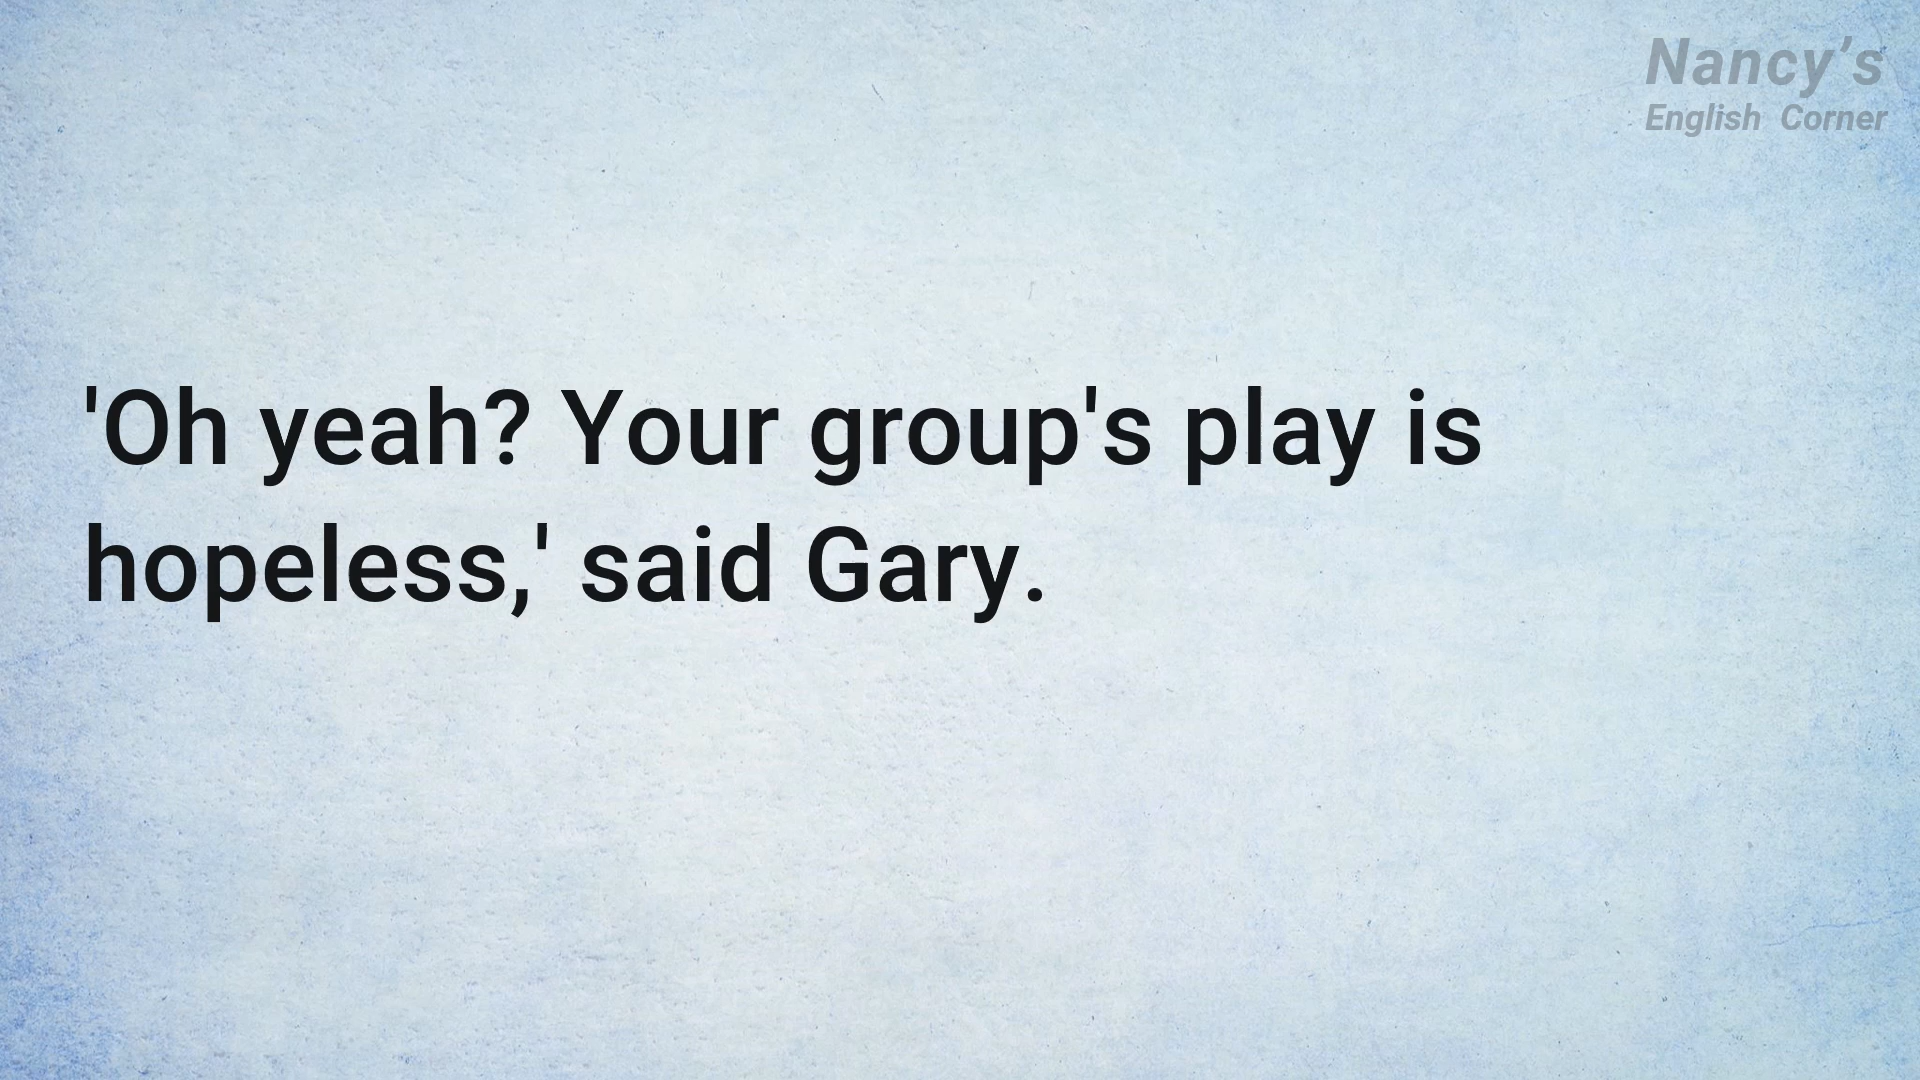 Nancy’s
English Corner
'Oh yeah? Your group's play is
hopeless,' said Gary.